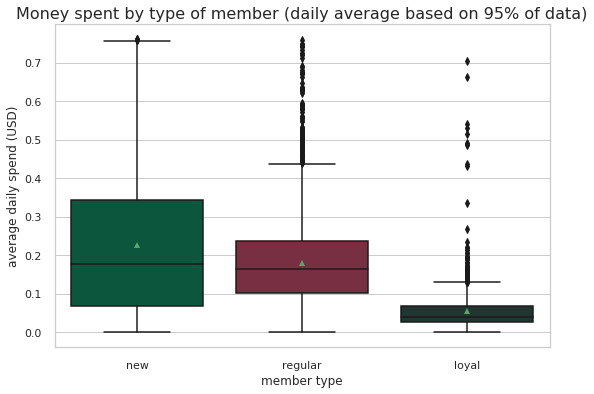 Money spent by type of member (daily average based on 95% of data)
average daily spend (USD)
0.7
0.6
0.5
0.4
0.3
0.2
0.1
0.0
new regular loyal
member type